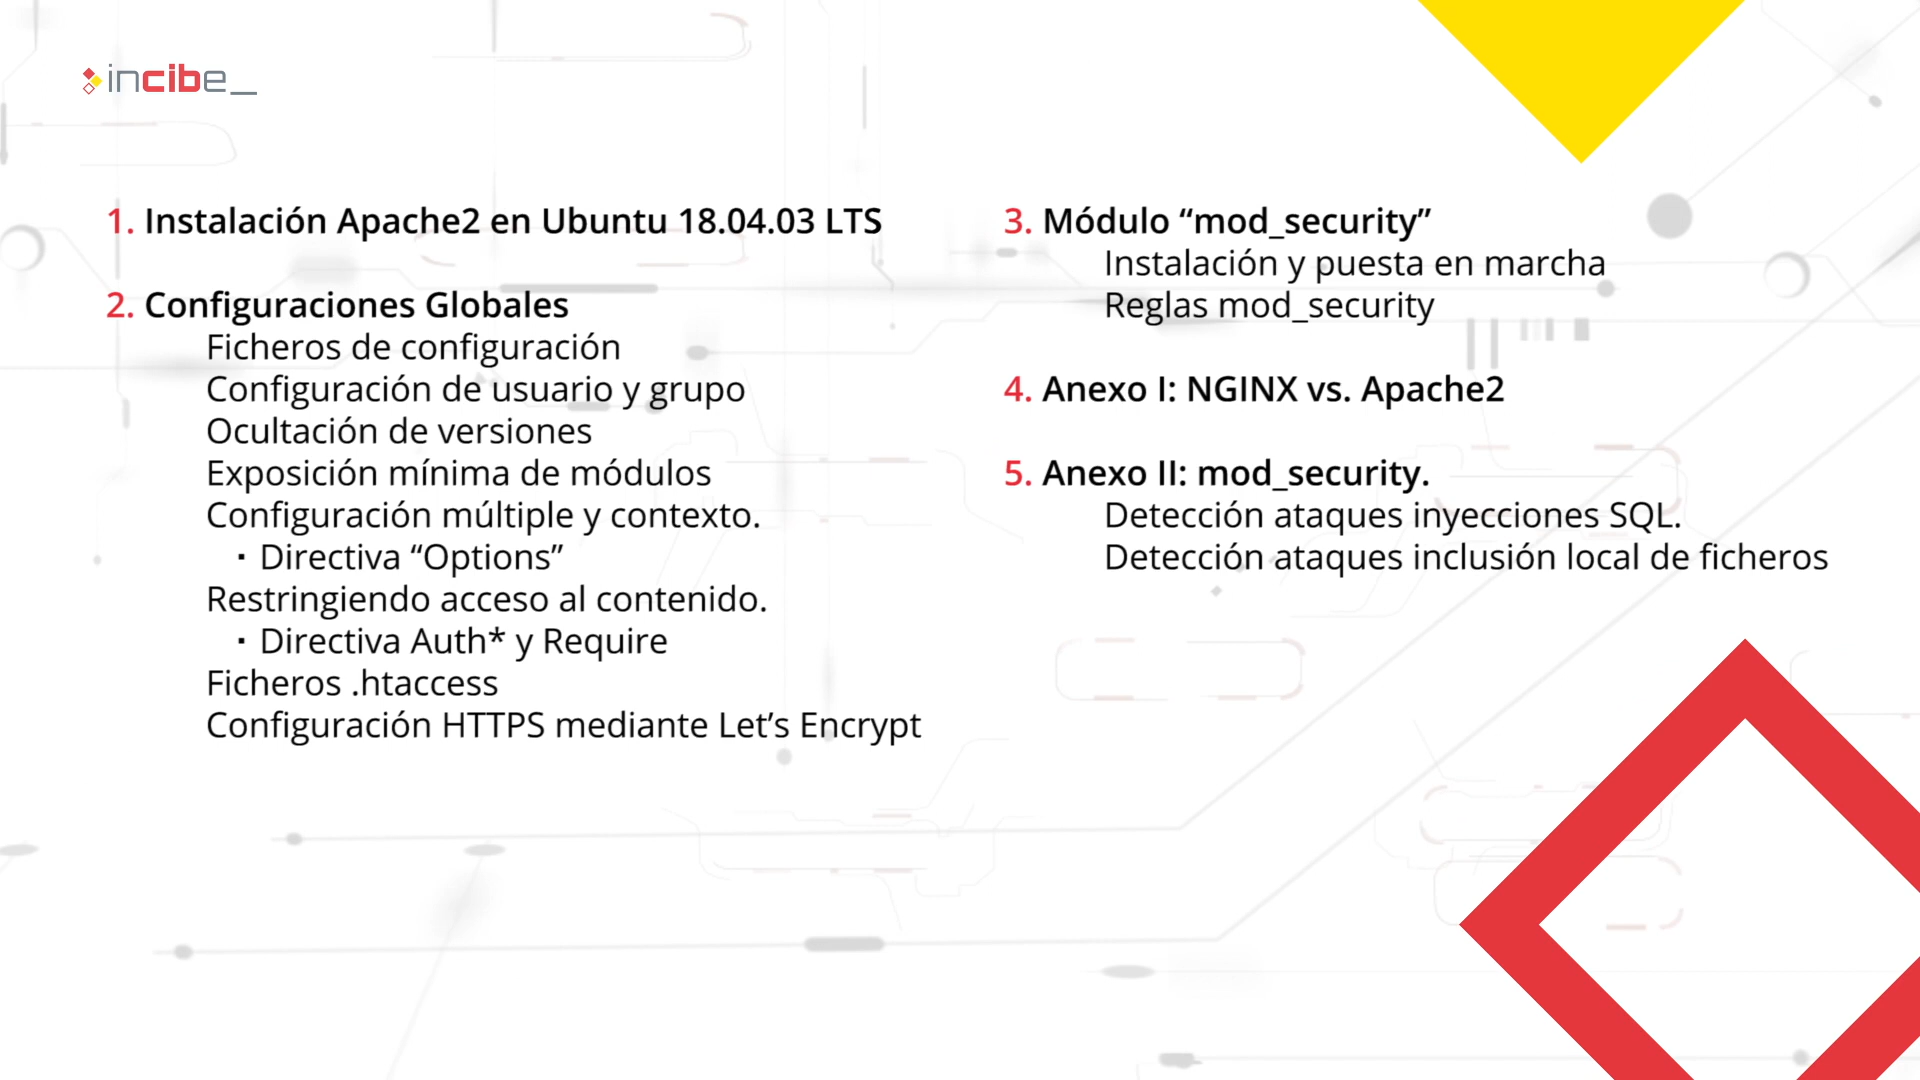 incibe_
1. Instalación Apache2 en Ubuntu 18.04.03 LTS
2. Configuraciones Globales
Ficheros de configuración
Configuración de usuario y grupo
Ocultación de versiones
Exposición mínima de módulos
Configuración múltiple y contexto.
▪ Directiva “Options”
Restringiendo acceso al contenido.
▪ Directiva Auth* y Require
Ficheros .htaccess
Configuración HTTPS mediante Let’s Encrypt
3. Módulo “mod_security”
Instalación y puesta en marcha
Reglas mod_security
4. Anexo I: NGINX vs. Apache2
5. Anexo II: mod_security.
Detección ataques inyecciones SQL.
Detección ataques inclusión local de ficheros